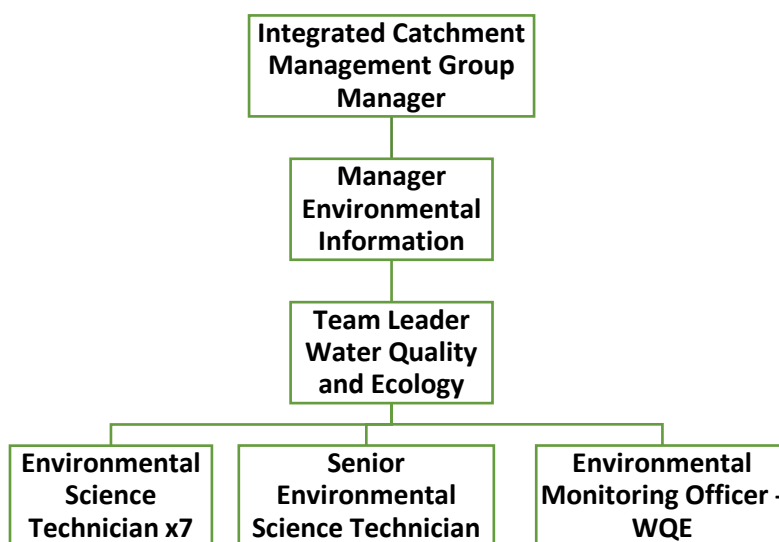 Integrated Catchment
Management Group
Manager
Manager
Environmental
Information
Team Leader
Water Quality
and Ecology
Environmental
Science
Technician x7
Senior
Environmental
Science Technician
Environmental
Monitoring Officer -
WQE